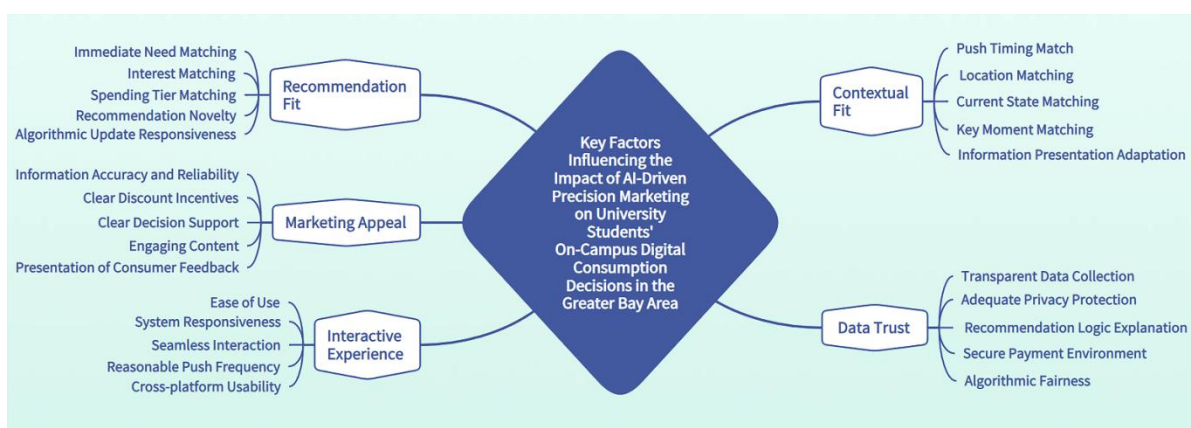 Immediate Need Matching
Interest Matching
Spending Tier Matching
Recommendation Novelty
Algorithmic Update Responsiveness
Recommendation
Fit
Information Accuracy and Reliability
Clear Discount Incentives
Clear Decision Support
Engaging Content
Presentation of Consumer Feedback
Marketing Appeal
Ease of Use
System Responsiveness
Seamless Interaction
Reasonable Push Frequency
Cross-platform Usability
Interactive
Experience
Key Factors
Influencing the
Impact of AI-Driven
Precision Marketing
on University
Students'
On-Campus Digital
Consumption
Decisions in the
Greater Bay Area
Contextual
Fit
Push Timing Match
Location Matching
Current State Matching
Key Moment Matching
Information Presentation Adaptation
Data Trust
Transparent Data Collection
Adequate Privacy Protection
Recommendation Logic Explanation
Secure Payment Environment
Algorithmic Fairness